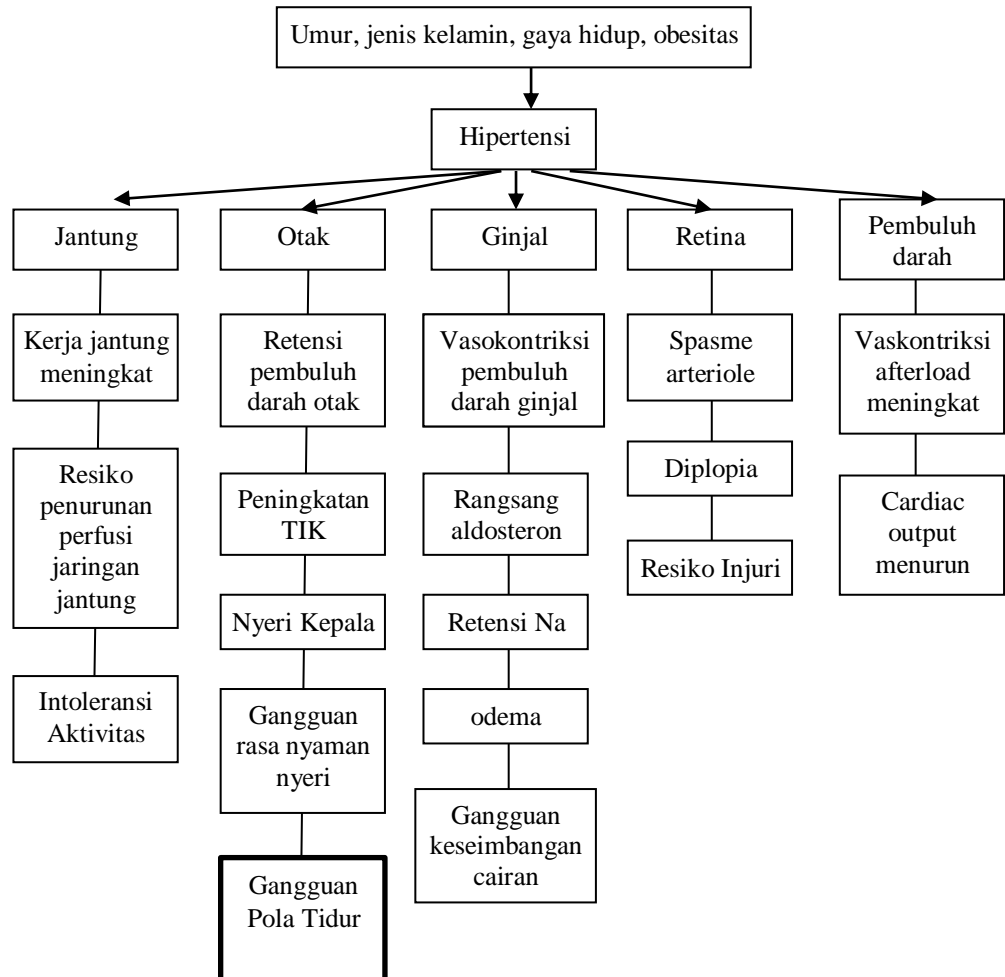 Umur, jenis kelamin, gaya hidup, obesitas
Hipertensi
Jantung
Otak
Ginjal
Retina
Pembuluh
darah
Kerja jantung
meningkat
Retensi
pembuluh
darah otak
Vasokontriksi
pembuluh
darah ginjal
Spasme
arteriole
Vaskontriksi
afterload
meningkat
Resiko
penurunan
perfusi
jaringan
jantung
Peningkatan
TIK
Rangsang
aldosteron
Diplopia
Cardiac
output
menurun
Resiko Injuri
Nyeri Kepala
Retensi Na
Intoleransi
Aktivitas
Gangguan
rasa nyaman
nyeri
odema
Gangguan
keseimbangan
cairan
Gangguan
Pola Tidur